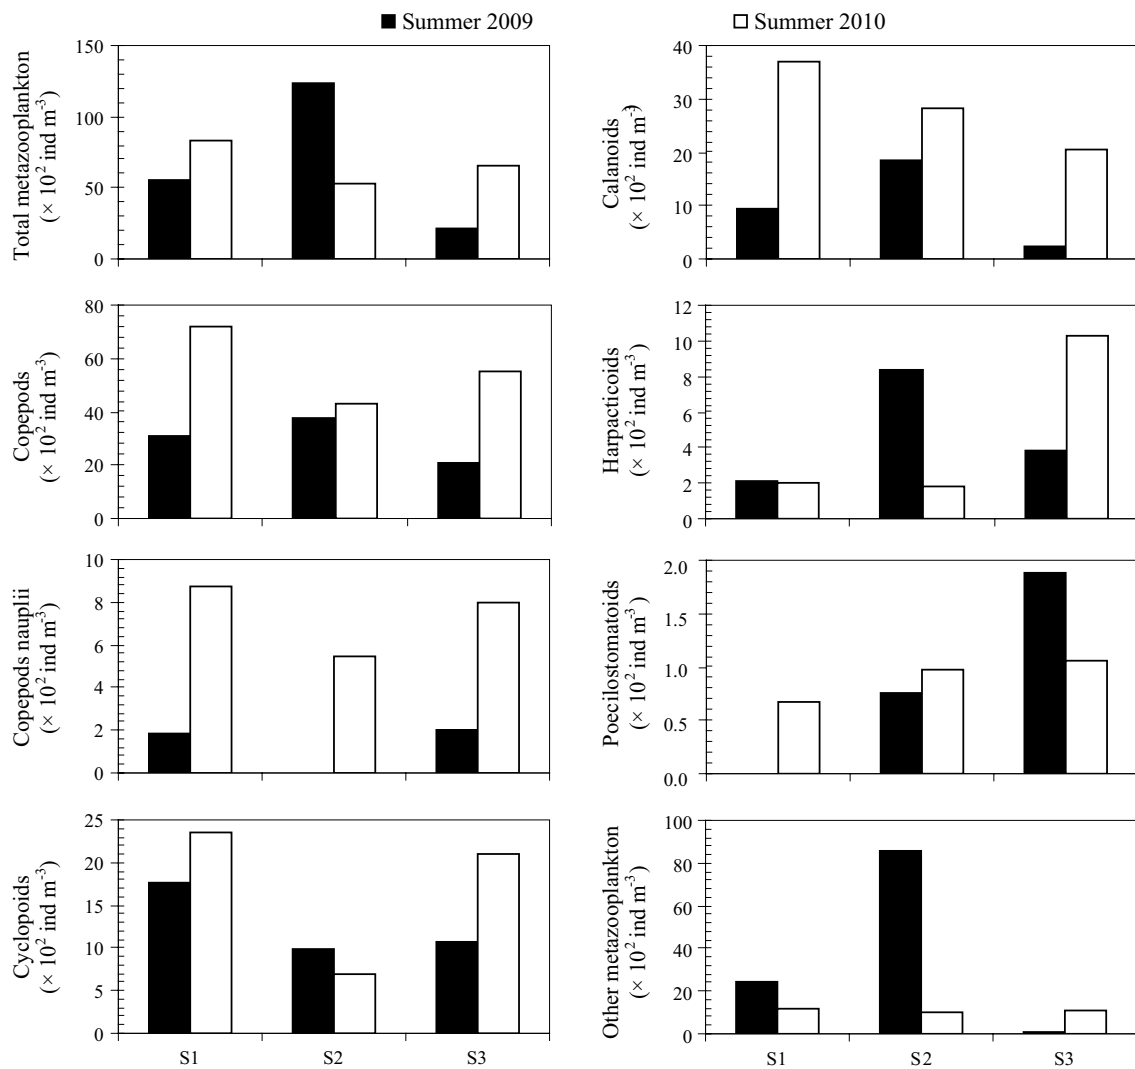 Summer 2009
Summer 2010
Total metazooplankton
(× 10² ind m⁻³)
150
100
50
0
Calanoids
(× 10² ind m⁻³)
40
30
20
10
0
Copepods
(× 10² ind m⁻³)
80
60
40
20
0
Harpacticoids
(× 10² ind m⁻³)
12
10
8
6
4
2
0
Copepods nauplii
(× 10² ind m⁻³)
10
8
6
4
2
0
Poecilostomatoids
(× 10² ind m⁻³)
2.0
1.5
1.0
0.5
0.0
Cyclopoids
(× 10² ind m⁻³)
25
20
15
10
5
0
S1
S2
S3
Other metazooplankton
(× 10² ind m⁻³)
100
80
60
40
20
0
S1
S2
S3